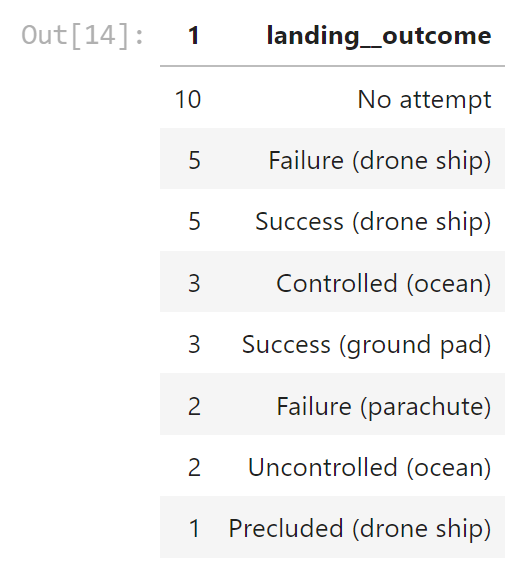 Out[14]: 1 landing__outcome
10 No attempt
5 Failure (drone ship)
5 Success (drone ship)
3 Controlled (ocean)
3 Success (ground pad)
2 Failure (parachute)
2 Uncontrolled (ocean)
1 Precluded (drone ship)